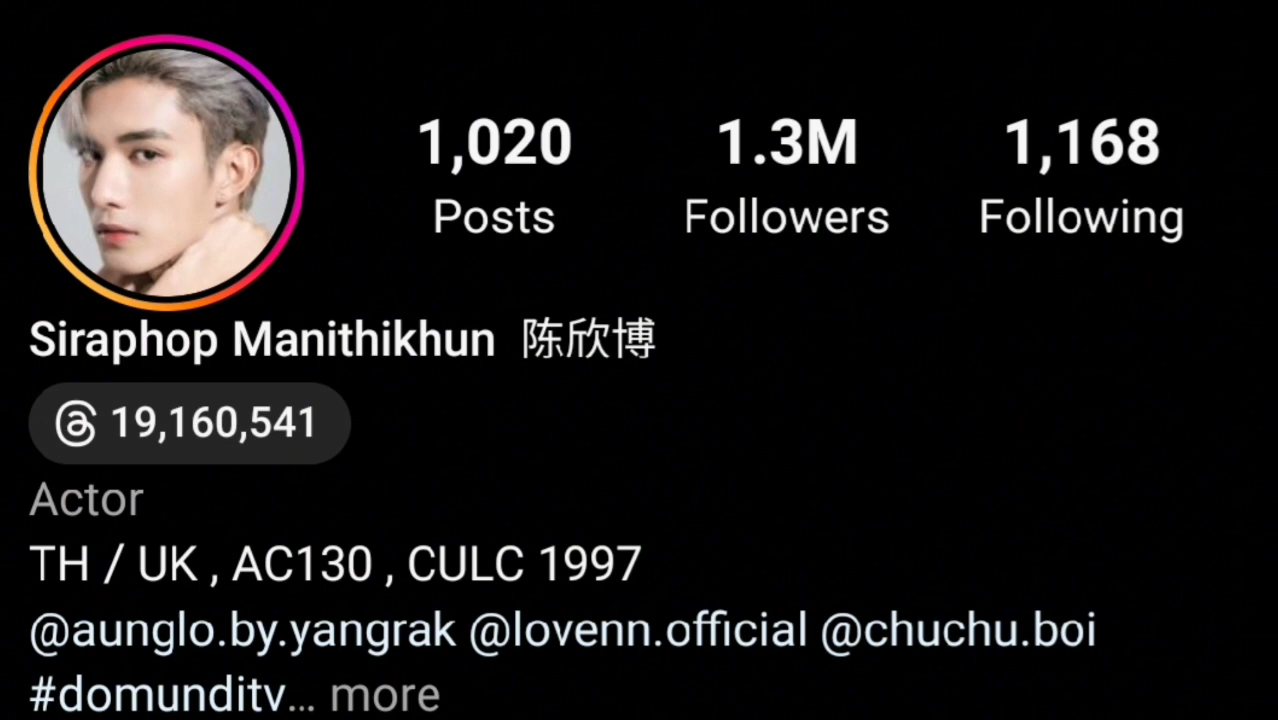 1,020 1.3M 1,168
Posts Followers Following
Siraphop Manithikhun 陈欣博
19,160,541
Actor
TH / UK , AC130 , CULC 1997
@aunglo.by.yangrak @lovenn.official @chuchu.boi
#domunditv... more